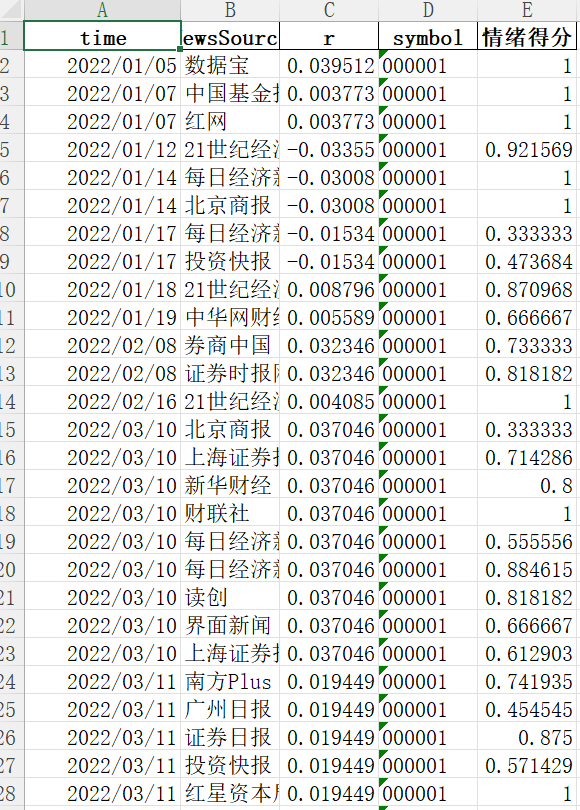 A B C D E
1 time ewsSourc r symbol 情绪得分
2 2022/01/05 数据宝 0.039512 000001 1
3 2022/01/07 中国基金报 0.003773 000001 1
4 2022/01/07 红网 0.003773 000001 1
5 2022/01/12 21世纪经济 -0.03355 000001 0.921569
6 2022/01/14 每日经济新 -0.03008 000001 1
7 2022/01/14 北京商报 -0.03008 000001 1
8 2022/01/17 每日经济新 -0.01534 000001 0.333333
9 2022/01/17 投资快报 -0.01534 000001 0.473684
10 2022/01/18 21世纪经济 0.008796 000001 0.870968
11 2022/01/19 中华网财经 0.005589 000001 0.666667
12 2022/02/08 券商中国 0.032346 000001 0.733333
13 2022/02/08 证券时报网 0.032346 000001 0.818182
14 2022/02/16 21世纪经济 0.004085 000001 1
15 2022/03/10 北京商报 0.037046 000001 0.333333
16 2022/03/10 上海证券报 0.037046 000001 0.714286
17 2022/03/10 新华财经 0.037046 000001 0.8
18 2022/03/10 财联社 0.037046 000001 1
19 2022/03/10 每日经济新 0.037046 000001 0.555556
20 2022/03/10 每日经济新 0.037046 000001 0.884615
21 2022/03/10 读创 0.037046 000001 0.818182
22 2022/03/10 界面新闻 0.037046 000001 0.666667
23 2022/03/10 上海证券报 0.037046 000001 0.612903
24 2022/03/11 南方Plus 0.019449 000001 0.741935
25 2022/03/11 广州日报 0.019449 000001 0.454545
26 2022/03/11 证券日报 0.019449 000001 0.875
27 2022/03/11 投资快报 0.019449 000001 0.571429
28 2022/03/11 红星资本局 0.019449 000001 1